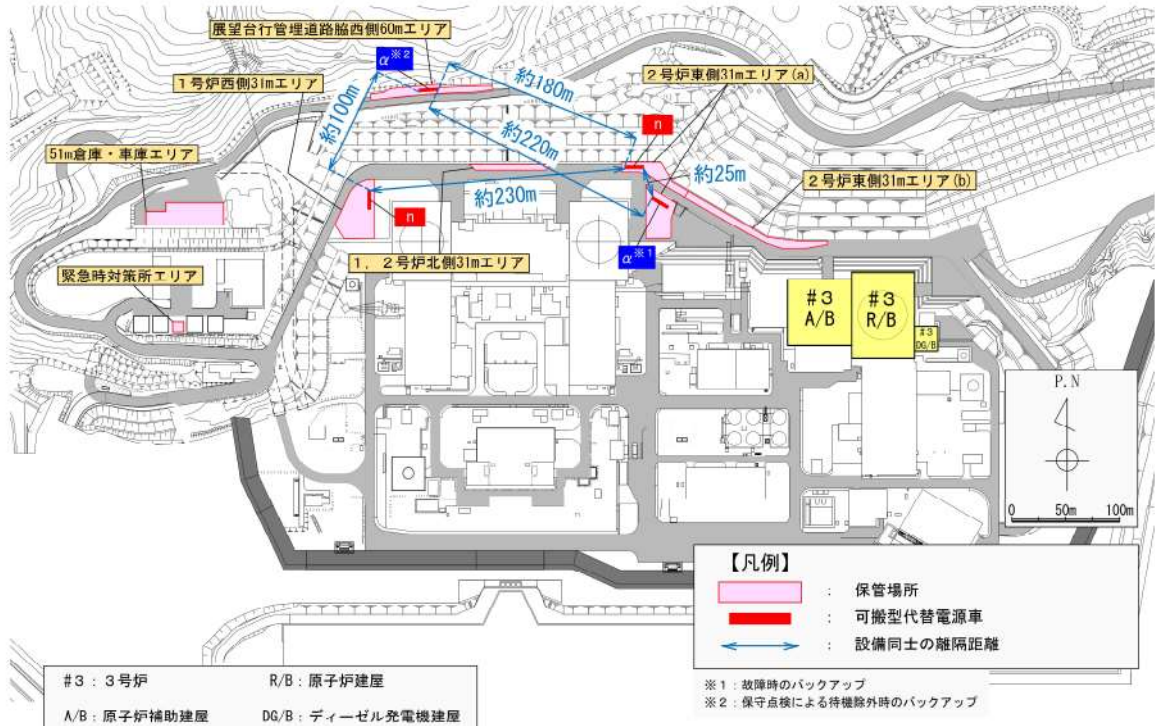 展望台行管理道路脇西側60mエリア
α※2
1号炉西側31mエリア
約180m
2号炉東側31mエリア(a)
約100m
n
51m倉庫・車庫エリア
約220m
約25m
2号炉東側31mエリア(b)
約230m
n
α※1
1，2号炉北側31mエリア
緊急時対策所エリア
#3
A/B
#3
R/B
#3
DG/B
P.N
0 50m 100m
【凡例】
： 保管場所
： 可搬型代替電源車
： 設備同士の離隔距離
※1：故障時のバックアップ
※2：保守点検による待機除外時のバックアップ
#3：3号炉 R/B：原子炉建屋
A/B：原子炉補助建屋 DG/B：ディーゼル発電機建屋